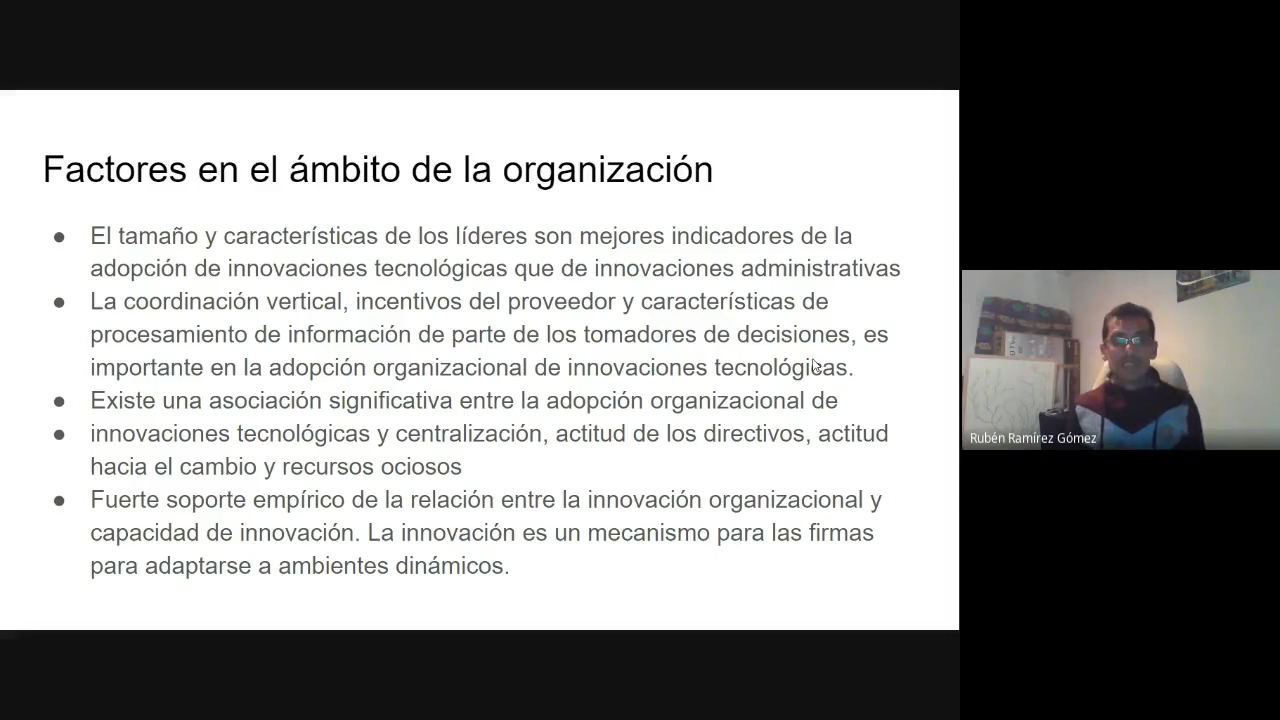 Factores en el ámbito de la organización
● El tamaño y características de los líderes son mejores indicadores de la
adopción de innovaciones tecnológicas que de innovaciones administrativas
● La coordinación vertical, incentivos del proveedor y características de
procesamiento de información de parte de los tomadores de decisiones, es
importante en la adopción organizacional de innovaciones tecnológicas.
● Existe una asociación significativa entre la adopción organizacional de
● innovaciones tecnológicas y centralización, actitud de los directivos, actitud
hacia el cambio y recursos ociosos
● Fuerte soporte empírico de la relación entre la innovación organizacional y
capacidad de innovación. La innovación es un mecanismo para las firmas
para adaptarse a ambientes dinámicos.
Rubén Ramírez Gómez